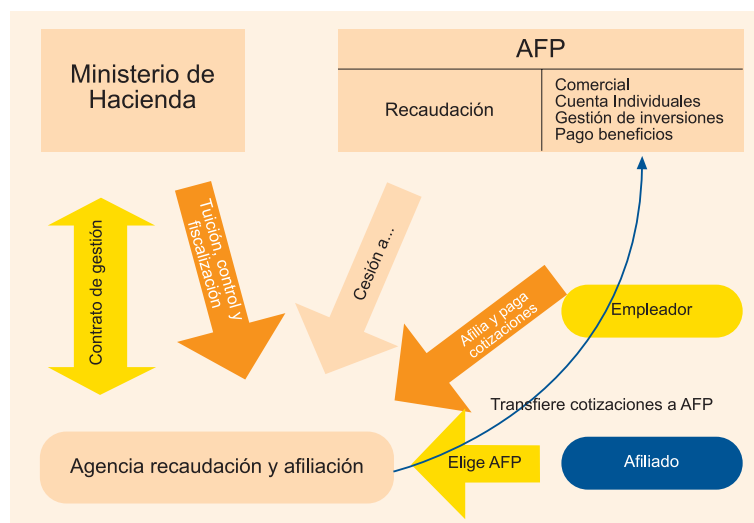 Ministerio de
Hacienda
AFP
Recaudación
Comercial
Cuenta Individuales
Gestión de inversiones
Pago beneficios
Contrato de gestión
Tuición, control y
fiscalización
Cesión a...
Afilia y paga
cotizaciones
Empleador
Transfiere cotizaciones a AFP
Agencia recaudación y afiliación
Elige AFP
Afiliado